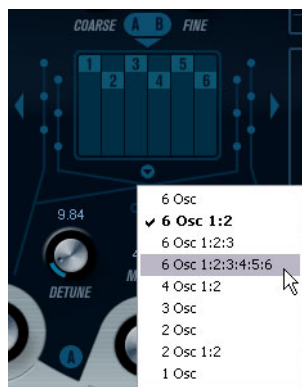 COARSE A B FINE
1 3 5
2 4 6
9.84
DETUNE
A
6 Osc
6 Osc 1:2
6 Osc 1:2:3
6 Osc 1:2:3:4:5:6
4 Osc 1:2
3 Osc
2 Osc
2 Osc 1:2
1 Osc